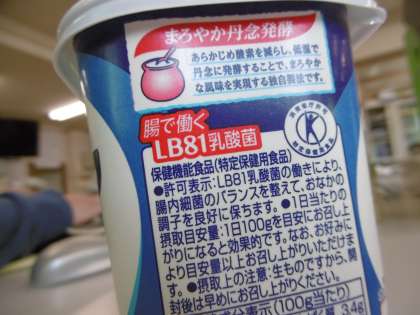 まろやか丹念発酵
あらかじめ酸素を減らし、低温で
丹念に発酵することで、まろやか
な風味を実現する独自製法です。
腸で働く
LB81乳酸菌
保健機能食品(特定保健用食品)
●許可表示:LB81乳酸菌の働きにより、
腸内細菌のバランスを整えて、おなかの
調子を良好に保ちます。●1日当たりの
摂取目安量:1日100gを目安にお召し上
がりになると効果的です。なお、お好みに
より目安量以上お召し上がりいただけま
す。●摂取上の注意:生ものですから、開
封後は早めにお召し上がりください。
(100g当たり)
3.4g